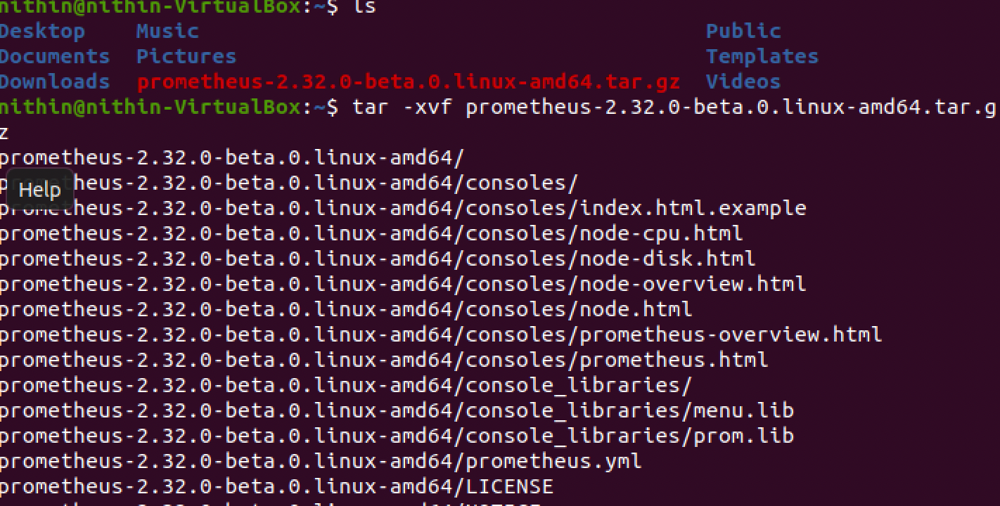 nithin@nithin-VirtualBox:~$ ls
Desktop Music Public
Documents Pictures Templates
Downloads prometheus-2.32.0-beta.0.linux-amd64.tar.gz Videos
nithin@nithin-VirtualBox:~$ tar -xvf prometheus-2.32.0-beta.0.linux-amd64.tar.g
z
prometheus-2.32.0-beta.0.linux-amd64/
prometheus-2.32.0-beta.0.linux-amd64/consoles/
Help
prometheus-2.32.0-beta.0.linux-amd64/consoles/index.html.example
prometheus-2.32.0-beta.0.linux-amd64/consoles/node-cpu.html
prometheus-2.32.0-beta.0.linux-amd64/consoles/node-disk.html
prometheus-2.32.0-beta.0.linux-amd64/consoles/node-overview.html
prometheus-2.32.0-beta.0.linux-amd64/consoles/node.html
prometheus-2.32.0-beta.0.linux-amd64/consoles/prometheus-overview.html
prometheus-2.32.0-beta.0.linux-amd64/consoles/prometheus.html
prometheus-2.32.0-beta.0.linux-amd64/console_libraries/
prometheus-2.32.0-beta.0.linux-amd64/console_libraries/menu.lib
prometheus-2.32.0-beta.0.linux-amd64/console_libraries/prom.lib
prometheus-2.32.0-beta.0.linux-amd64/prometheus.yml
prometheus-2.32.0-beta.0.linux-amd64/LICENSE